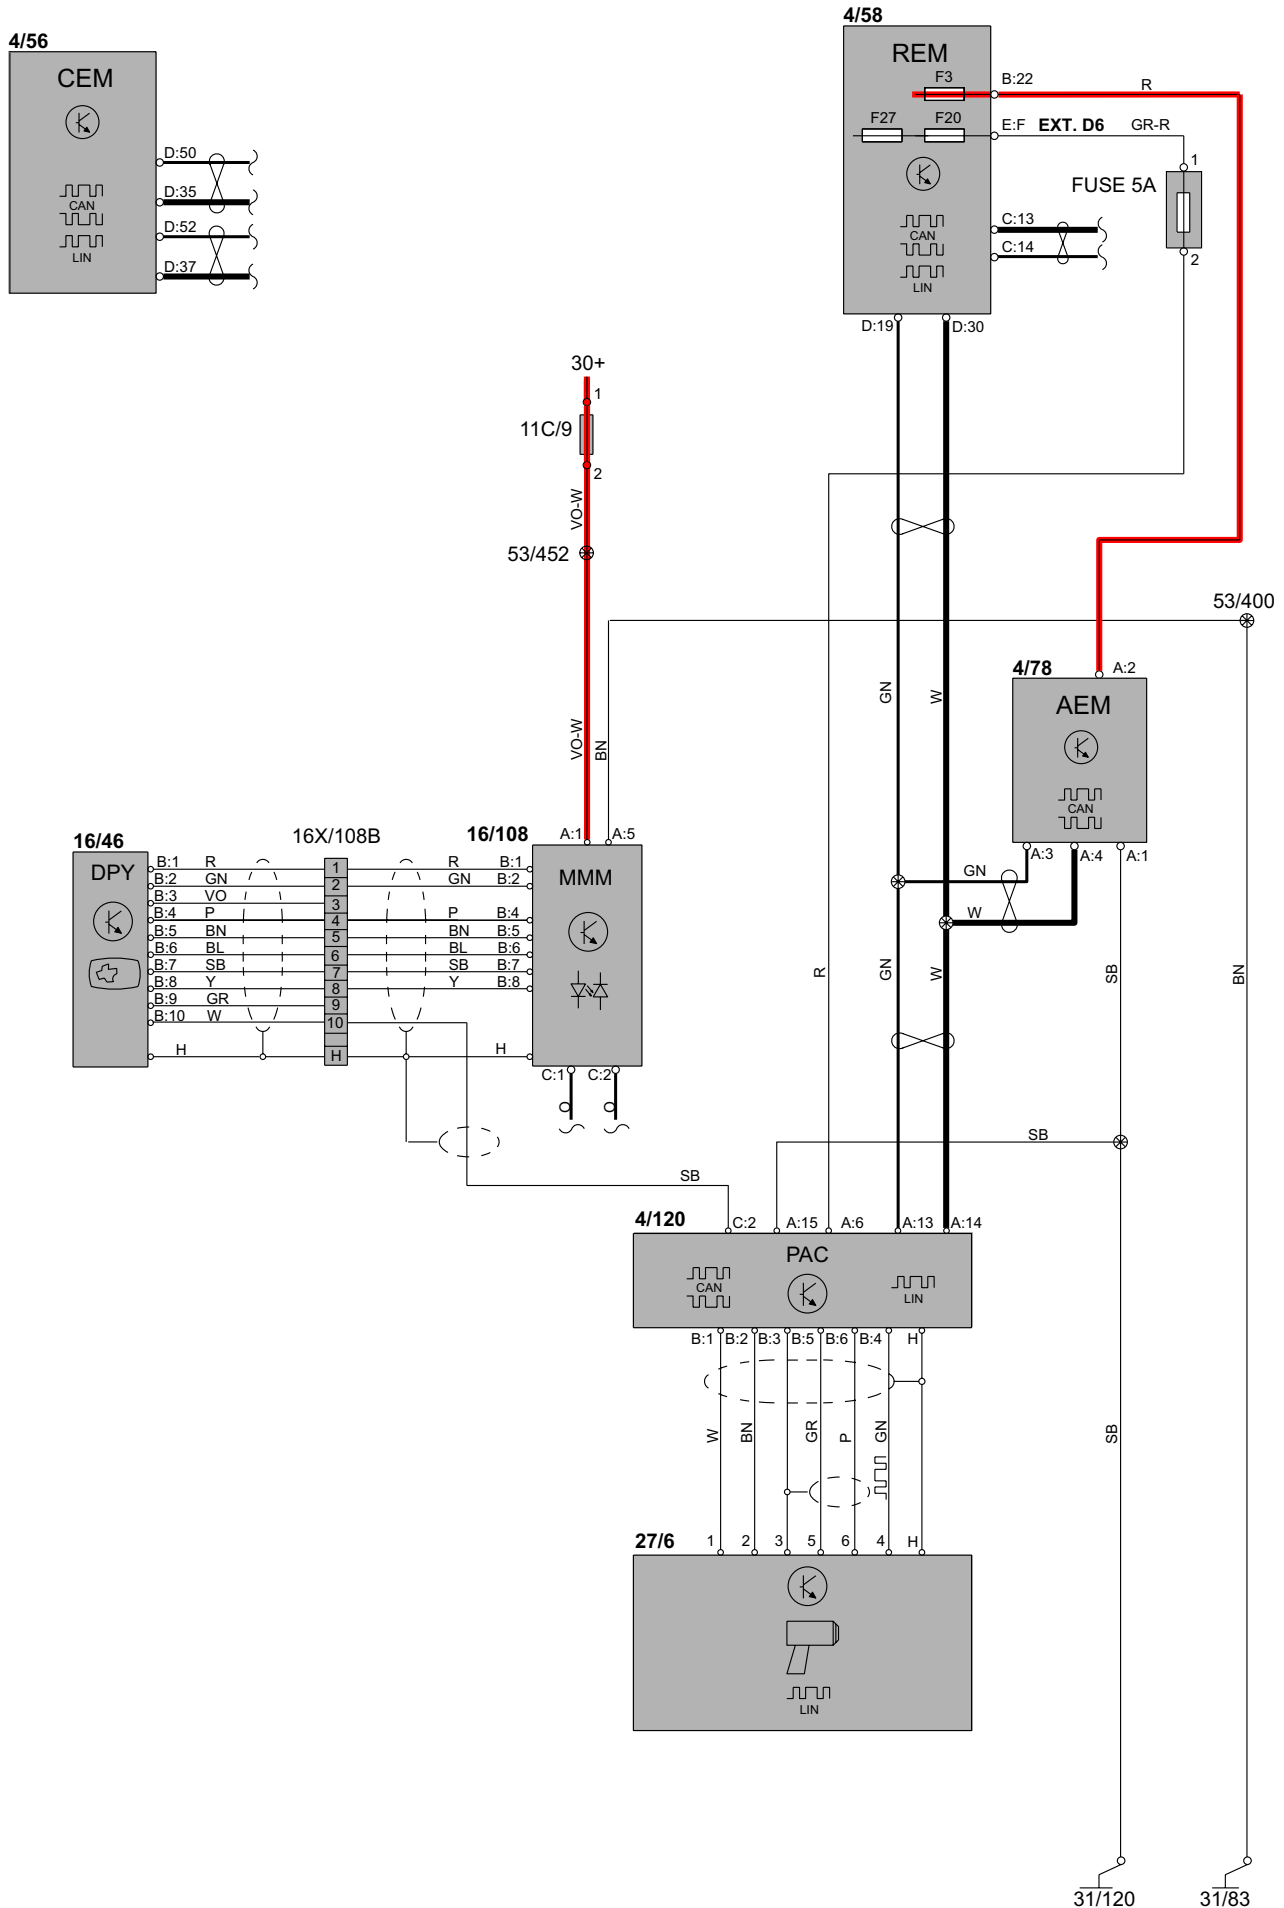 4/56
CEM
D:50
D:35
CAN
D:52
LIN
D:37
4/58
REM
F3
B:22
R
F27
F20
E:F
EXT. D6
GR-R
1
FUSE 5A
2
C:13
CAN
C:14
LIN
D:19
D:30
30+
1
11C/9
2
VO-W
53/452
53/400
4/78
A:2
AEM
CAN
GN
W
VO-W
BN
A:3
A:4
A:1
GN
W
16/46
16X/108B
16/108
A:1
A:5
DPY
MMM
B:1 R 1 R B:1
B:2 GN 2 GN B:2
B:3 VO 3
B:4 P 4 P B:4
B:5 BN 5 BN B:5
B:6 BL 6 BL B:6
B:7 SB 7 SB B:7
B:8 Y 8 Y B:8
B:9 GR 9
B:10 W 10
H H H
C:1
C:2
O
O
R
GN
W
SB
BN
SB
SB
4/120
C:2
A:15
A:6
A:13
A:14
PAC
CAN
LIN
B:1
B:2
B:3
B:5
B:6
B:4
H
W
BN
GR
P
GN
SB
27/6
1
2
3
5
6
4
H
LIN
31/120
31/83